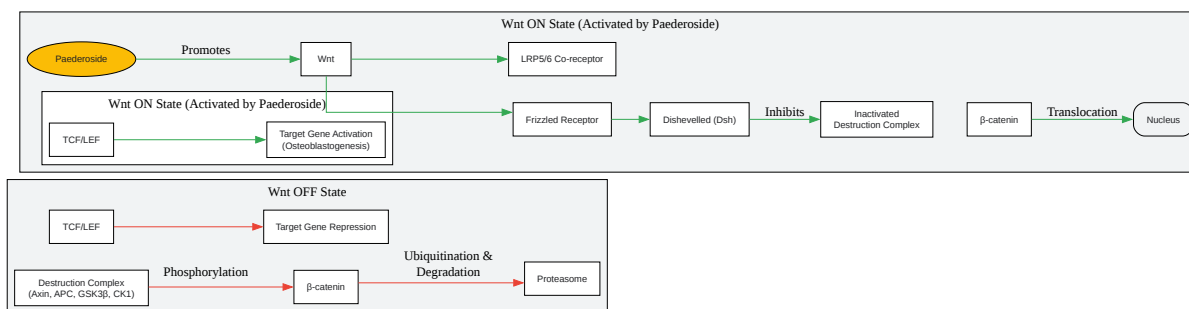 Wnt ON State (Activated by Paederoside)
Paederoside
Promotes
Wnt
LRP5/6 Co-receptor
Wnt ON State (Activated by Paederoside)
TCF/LEF
Target Gene Activation
(Osteoblastogenesis)
Frizzled Receptor
Dishevelled (Dsh)
Inhibits
Inactivated
Destruction Complex
β-catenin
Translocation
Nucleus
Wnt OFF State
TCF/LEF
Target Gene Repression
Destruction Complex
(Axin, APC, GSK3β, CK1)
Phosphorylation
β-catenin
Ubiquitination &
Degradation
Proteasome